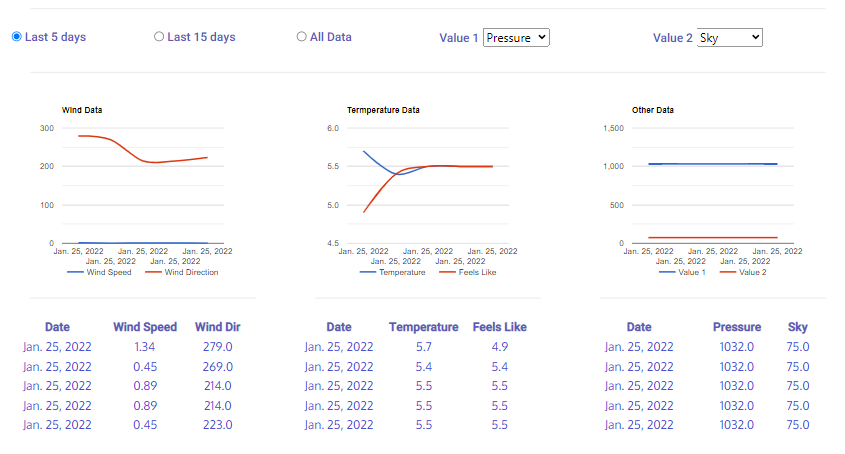 Last 5 days Last 15 days All Data Value 1 Pressure Value 2 Sky
Wind Data
300
200
100
0
Jan. 25, 2022 Jan. 25, 2022 Jan. 25, 2022
Jan. 25, 2022 Jan. 25, 2022
Wind Speed Wind Direction
Termperature Data
6.0
5.5
5.0
4.5
Jan. 25, 2022 Jan. 25, 2022 Jan. 25, 2022
Jan. 25, 2022 Jan. 25, 2022
Temperature Feels Like
Other Data
1,500
1,000
500
0
Jan. 25, 2022 Jan. 25, 2022 Jan. 25, 2022
Jan. 25, 2022 Jan. 25, 2022
Value 1 Value 2
Date Wind Speed Wind Dir
Jan. 25, 2022 1.34 279.0
Jan. 25, 2022 0.45 269.0
Jan. 25, 2022 0.89 214.0
Jan. 25, 2022 0.89 214.0
Jan. 25, 2022 0.45 223.0
Date Temperature Feels Like
Jan. 25, 2022 5.7 4.9
Jan. 25, 2022 5.4 5.4
Jan. 25, 2022 5.5 5.5
Jan. 25, 2022 5.5 5.5
Jan. 25, 2022 5.5 5.5
Date Pressure Sky
Jan. 25, 2022 1032.0 75.0
Jan. 25, 2022 1032.0 75.0
Jan. 25, 2022 1032.0 75.0
Jan. 25, 2022 1032.0 75.0
Jan. 25, 2022 1032.0 75.0